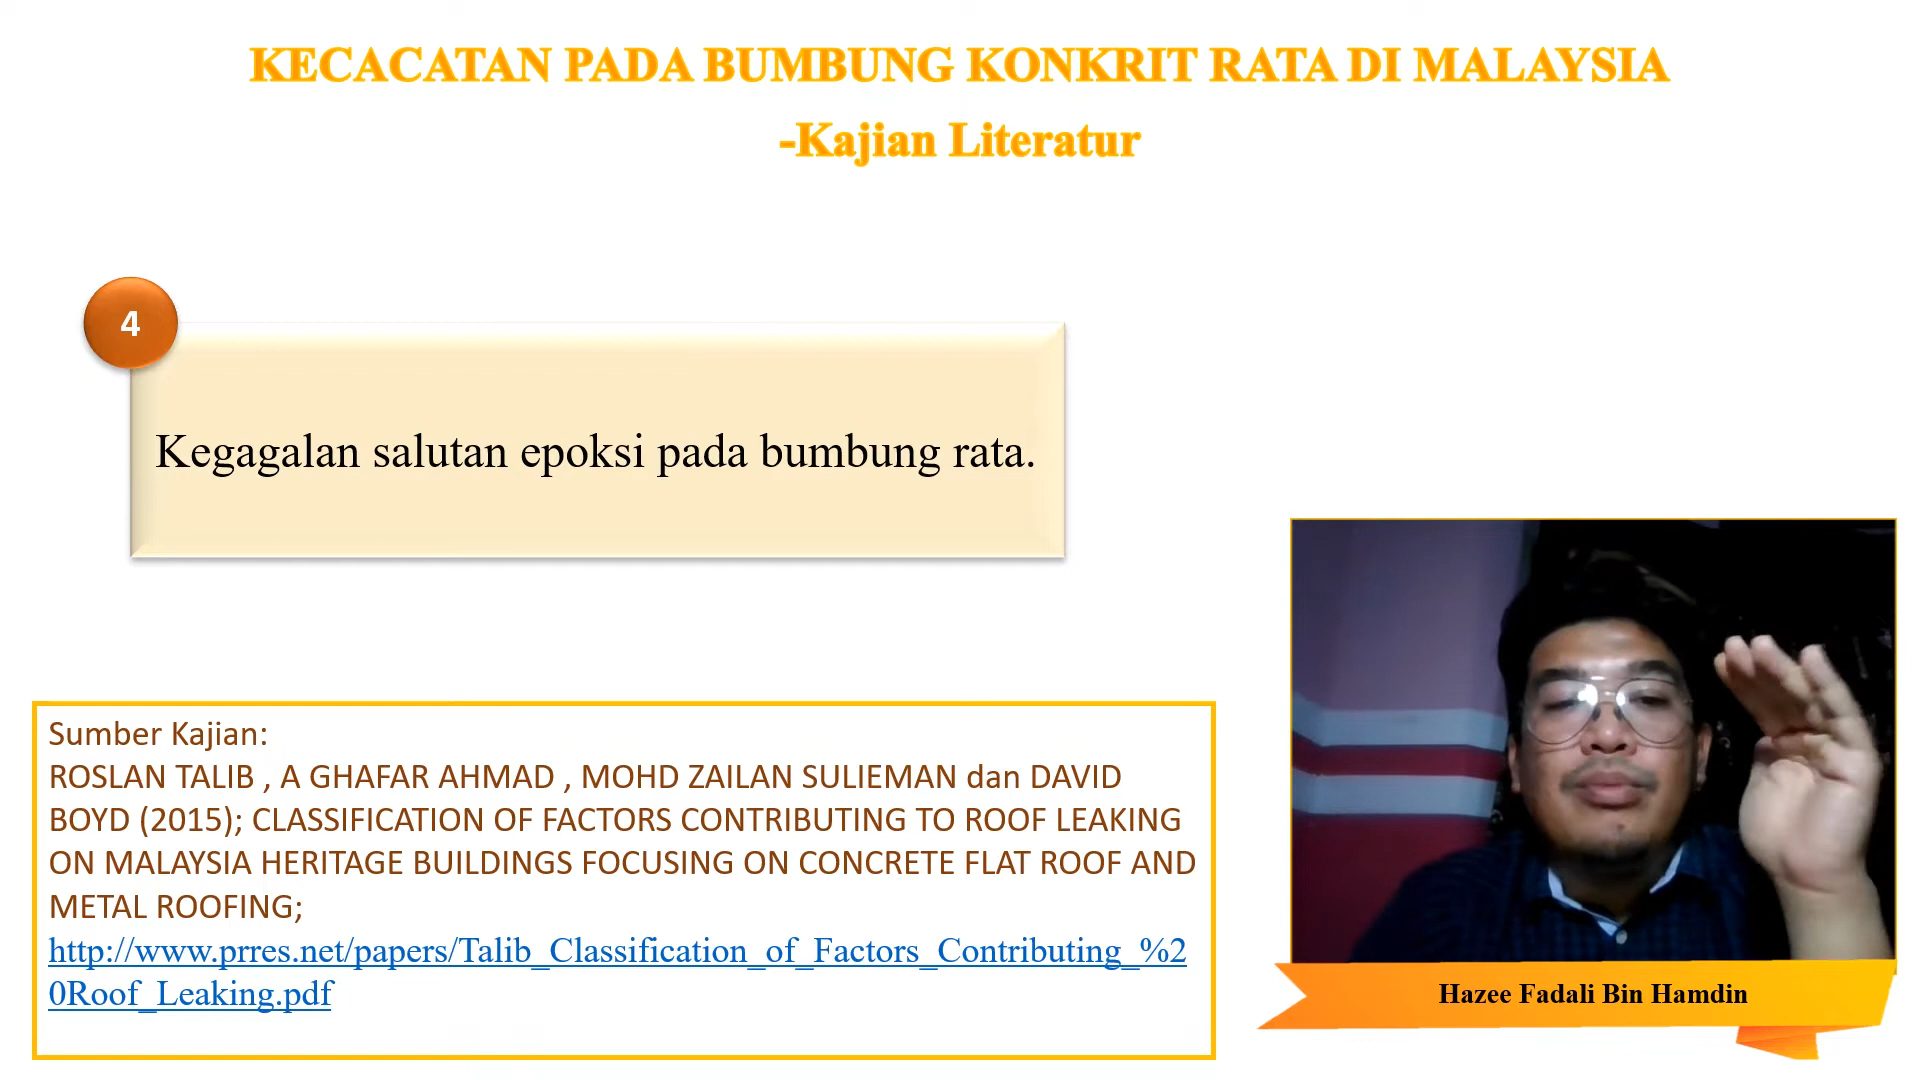 KECACATAN PADA BUMBUNG KONKRIT RATA DI MALAYSIA
-Kajian Literatur
4
Kegagalan salutan epoksi pada bumbung rata.
Sumber Kajian:
ROSLAN TALIB , A GHAFAR AHMAD , MOHD ZAILAN SULIEMAN dan DAVID
BOYD (2015); CLASSIFICATION OF FACTORS CONTRIBUTING TO ROOF LEAKING
ON MALAYSIA HERITAGE BUILDINGS FOCUSING ON CONCRETE FLAT ROOF AND
METAL ROOFING;
http://www.prres.net/papers/Talib_Classification_of_Factors_Contributing_%2
0Roof_Leaking.pdf
Hazee Fadali Bin Hamdin